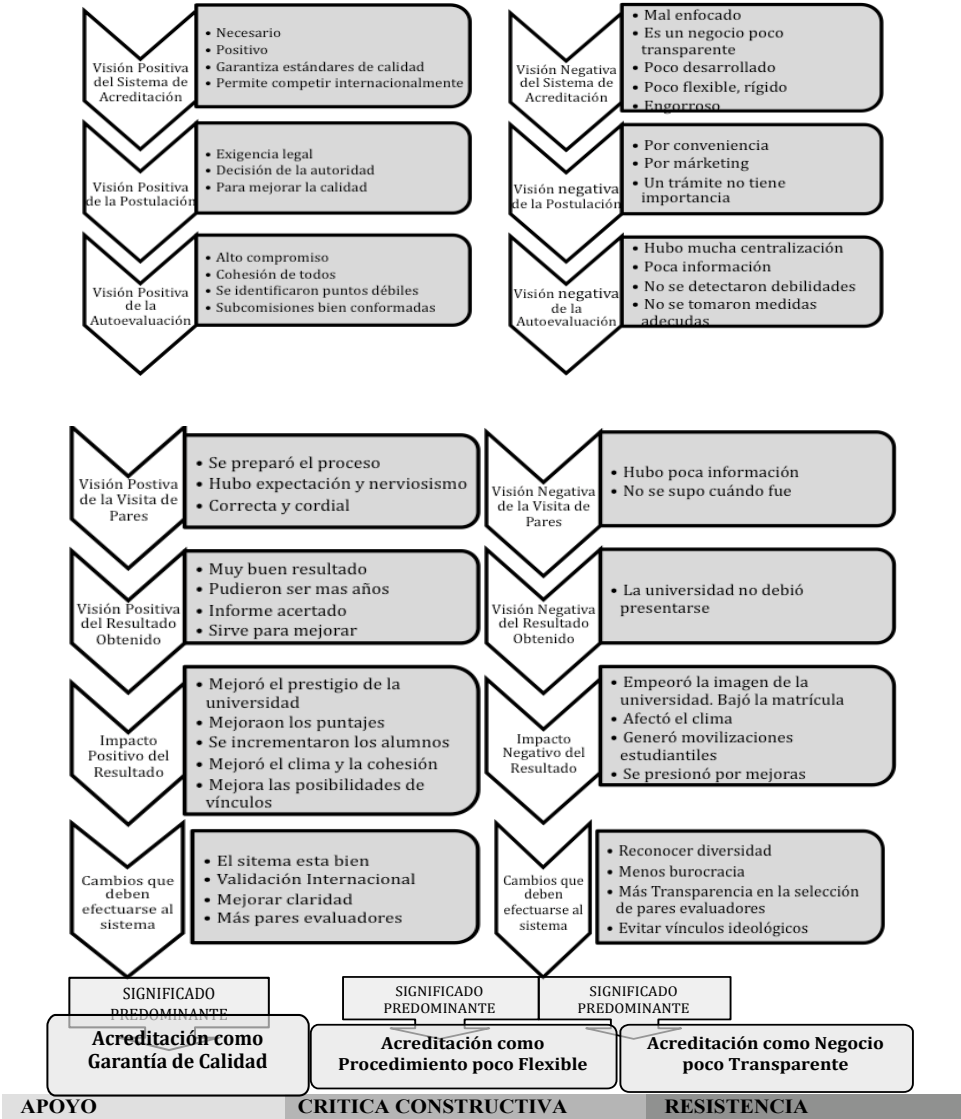 Visión Positiva
del Sistema de
Acreditación
• Necesario
• Positivo
• Garantiza estándares de calidad
• Permite competir internacionalmente
Visión Negativa
del Sistema de
Acreditación
• Mal enfocado
• Es un negocio poco
transparente
• Poco desarrollado
• Poco flexible, rígido
• Engorroso
Visión Positiva
de la Postulación
• Exigencia legal
• Decisión de la autoridad
• Para mejorar la calidad
Visión negativa
de la Postulación
• Por conveniencia
• Por márketing
• Un trámite no tiene
importancia
Visión Positiva
de la
Autoevaluación
• Alto compromiso
• Cohesión de todos
• Se identificaron puntos débiles
• Subcomisiones bien conformadas
Visión negativa
de la
Autoevaluación
• Hubo mucha centralización
• Poca información
• No se detectaron debilidades
• No se tomaron medidas
adecudas
Visión Postiva
de la Visita de
Pares
• Se preparó el proceso
• Hubo expectación y nerviosismo
• Correcta y cordial
Visión Negativa
de la Visita de
Pares
• Hubo poca información
• No se supo cuándo fue
Visión Positiva
del Resultado
Obtenido
• Muy buen resultado
• Pudieron ser mas años
• Informe acertado
• Sirve para mejorar
Visión Negativa
del Resultado
Obtenido
• La universidad no debió
presentarse
Impacto
Positivo del
Resultado
• Mejoró el prestigio de la
universidad
• Mejoraon los puntajes
• Se incrementaron los alumnos
• Mejoró el clima y la cohesión
• Mejora las posibilidades de
vínculos
Impacto
Negativo del
Resultado
• Empeoró la imagen de la
universidad. Bajó la matrícula
• Afectó el clima
• Generó movilizaciones
estudiantiles
• Se presionó por mejoras
Cambios que
deben
efectuarse al
sistema
• El sitema esta bien
• Validación Internacional
• Mejorar claridad
• Más pares evaluadores
Cambios que
deben
efectuarse al
sistema
• Reconocer diversidad
• Menos burocracia
• Más Transparencia en la selección
de pares evaluadores
• Evitar vínculos ideológicos
SIGNIFICADO
PREDOMINANTE
SIGNIFICADO
PREDOMINANTE
SIGNIFICADO
PREDOMINANTE
Acreditación como
Garantía de Calidad
Acreditación como
Procedimiento poco Flexible
Acreditación como Negocio
poco Transparente
APOYO
CRITICA CONSTRUCTIVA
RESISTENCIA